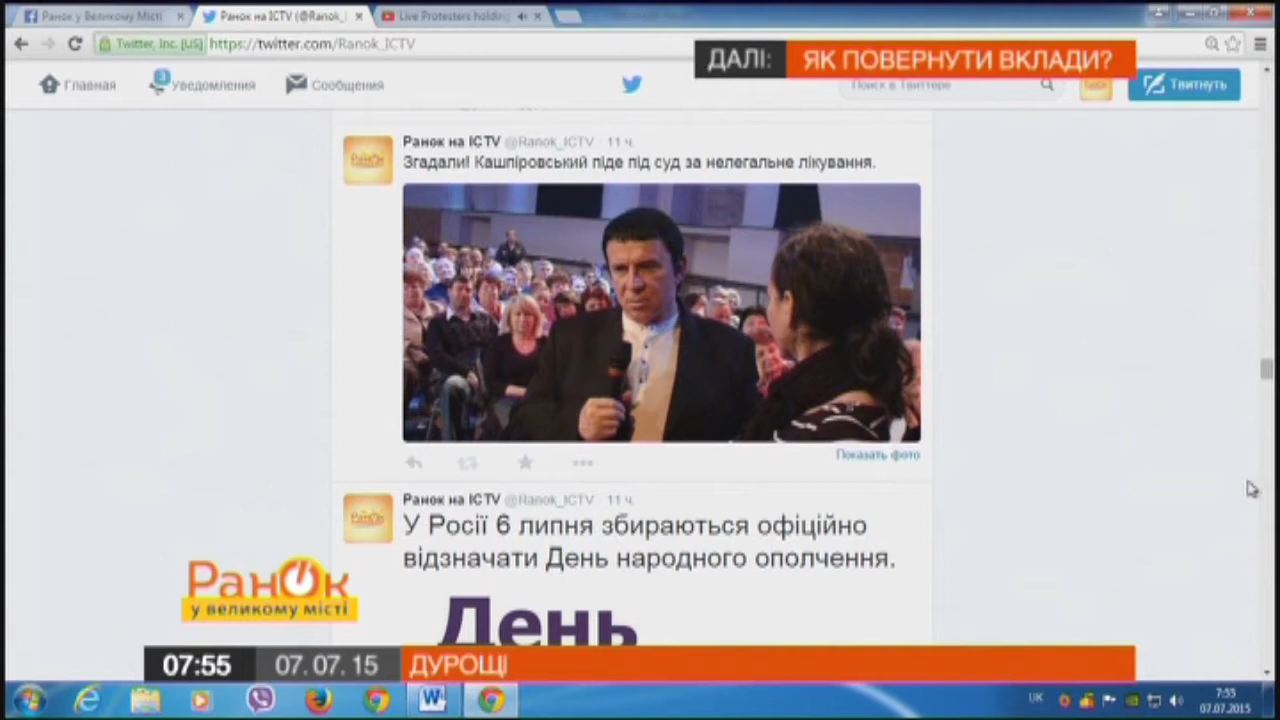 Ранок у Великому Місті
Ранок на ICTV (@Ranok_I
Live Protesters holding
Twitter, Inc. [US] https://twitter.com/Ranok_ICTV
ДАЛІ: ЯК ПОВЕРНУТИ ВКЛАДИ?
Главная
3
Уведомления
Сообщения
Поиск в Твиттере
Твитнуть
Ранок на ICTV @Ranok_ICTV · 11 ч.
Згадали! Кашпіровський піде під суд за нелегальне лікування.
Показать фото
Ранок на ICTV @Ranok_ICTV · 11 ч.
У Росії 6 липня збираються офіційно
відзначати День народного ополчення.
День
Ранок
у великому місті
07:55 07. 07. 15 ДУРОЩІ
UK
7:55
07.07.2015